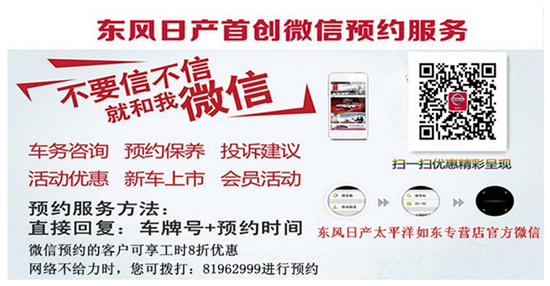 东风日产首创微信预约服务
不要信不信
就和我微信
车务咨询 预约保养 投诉建议
活动优惠 新车上市 会员活动
预约服务方法：
直接回复：车牌号+预约时间
微信预约的客户可享工时8折优惠
网络不给力时，您可拨打：81962999进行预约
扫一扫优惠精彩呈现
东风日产太平洋如东专营店官方微信